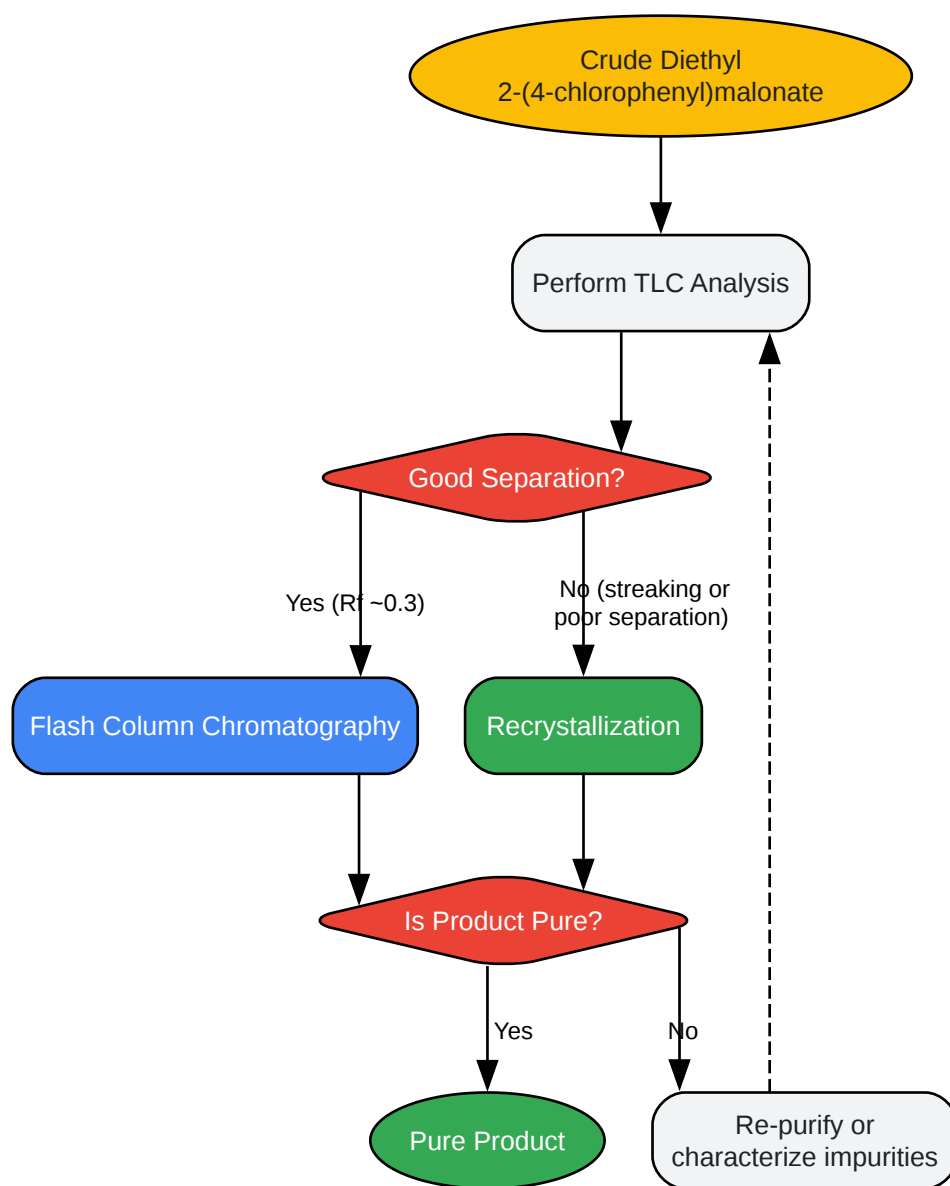 Crude Diethyl
2-(4-chlorophenyl)malonate
Perform TLC Analysis
Good Separation?
Yes (Rf ~0.3)
No (streaking or
poor separation)
Flash Column Chromatography
Recrystallization
Is Product Pure?
Yes
No
Pure Product
Re-purify or
characterize impurities